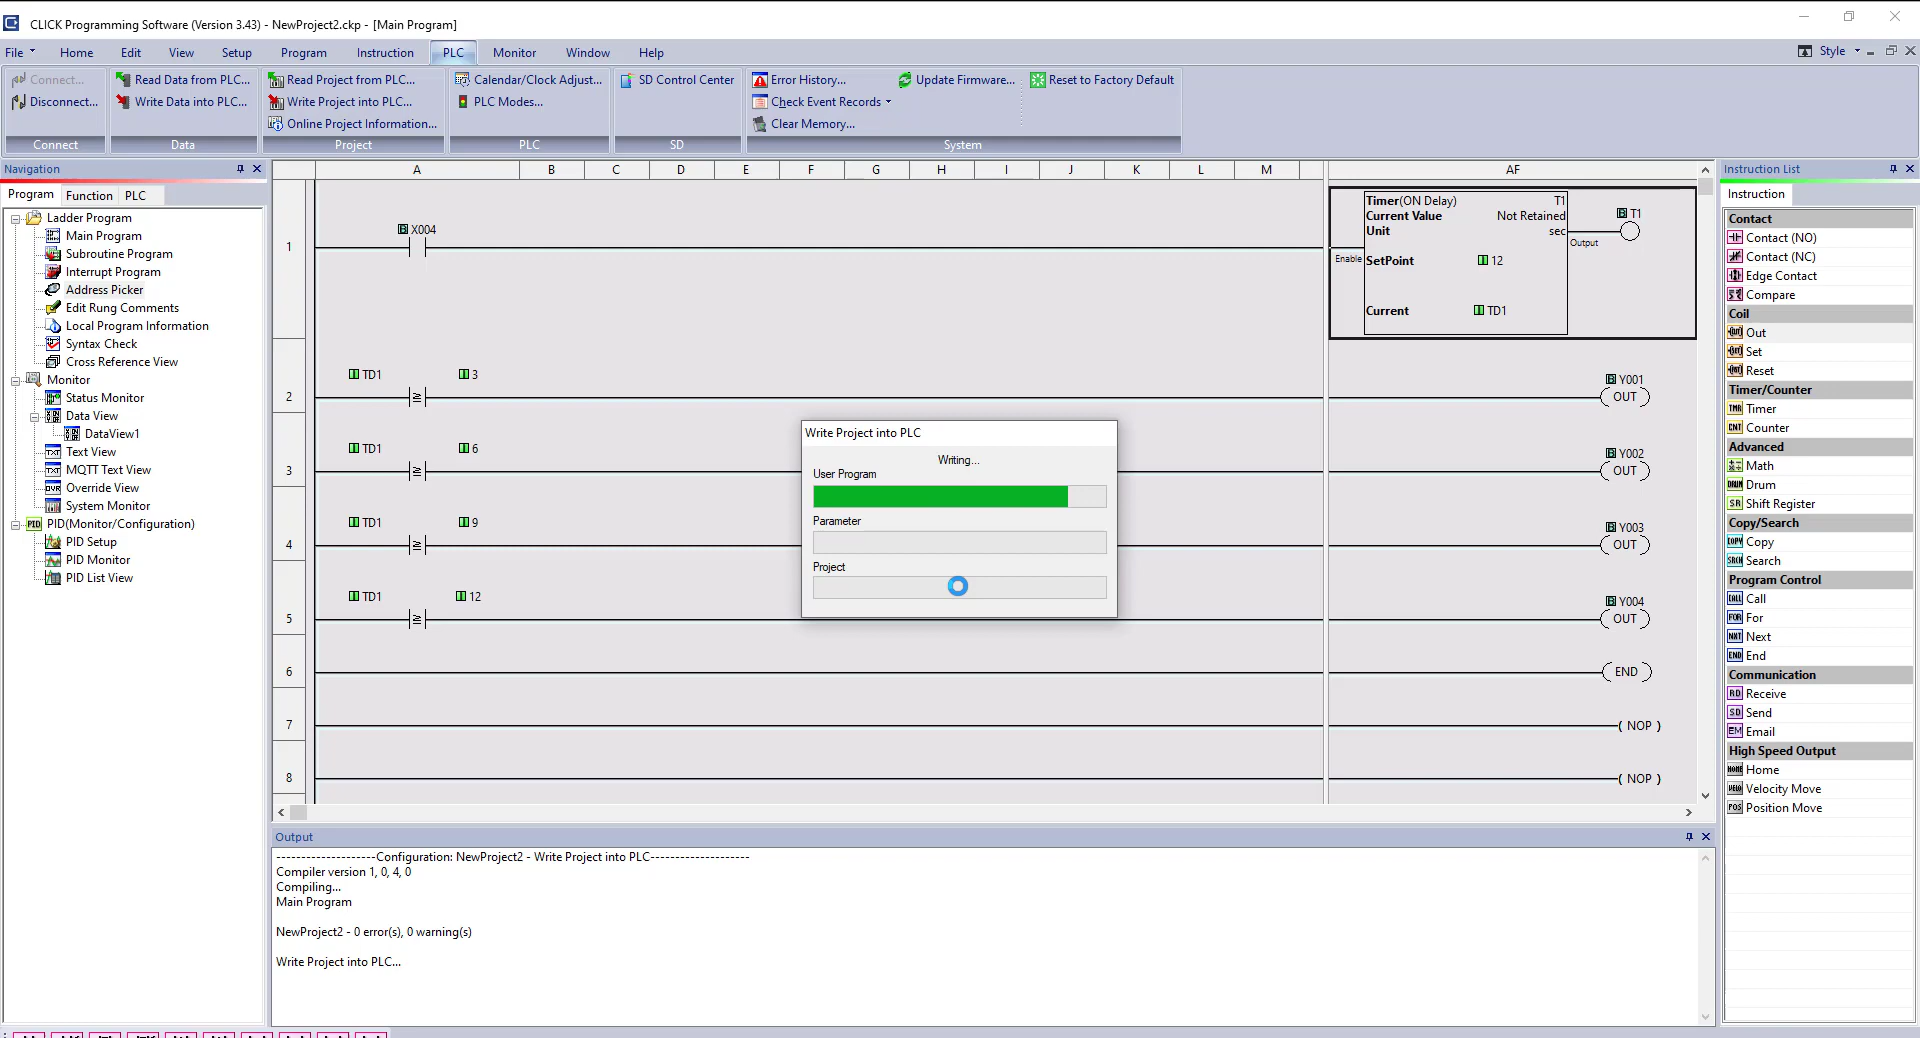 CLICK Programming Software (Version 3.43) - NewProject2.ckp - [Main Program]
File Home Edit View Setup Program Instruction PLC Monitor Window Help Style
Connect... Read Data from PLC... Read Project from PLC... Calendar/Clock Adjust... SD Control Center Error History... Update Firmware... Reset to Factory Default
Disconnect... Write Data into PLC... Write Project into PLC... PLC Modes... Check Event Records
Online Project Information... Clear Memory...
Connect Data Project PLC SD System
Navigation
Program Function PLC
Ladder Program
Main Program
Subroutine Program
Interrupt Program
Address Picker
Edit Rung Comments
Local Program Information
Syntax Check
Cross Reference View
Monitor
Status Monitor
Data View
DataView1
Text View
MQTT Text View
Override View
System Monitor
PID PID(Monitor/Configuration)
PID Setup
PID Monitor
PID List View
A B C D E F G H I J K L M AF
1
X004
Timer(ON Delay) T1
Current Value Not Retained
Unit sec
Enable SetPoint 12
Current TD1
Output
T1
2
TD1 3
Y001
OUT
3
TD1 6
Y002
OUT
4
TD1 9
Y003
OUT
5
TD1 12
Y004
OUT
6
END
7
( NOP )
8
( NOP )
Write Project into PLC
Writing...
User Program
Parameter
Project
Output
--------------------Configuration: NewProject2 - Write Project into PLC--------------------
Compiler version 1, 0, 4, 0
Compiling...
Main Program
NewProject2 - 0 error(s), 0 warning(s)
Write Project into PLC...
Instruction List
Instruction
Contact
Contact (NO)
Contact (NC)
Edge Contact
Compare
Coil
Out
Set
Reset
Timer/Counter
Timer
Counter
Advanced
Math
Drum
Shift Register
Copy/Search
Copy
Search
Program Control
Call
For
Next
End
Communication
Receive
Send
Email
High Speed Output
Home
Velocity Move
Position Move